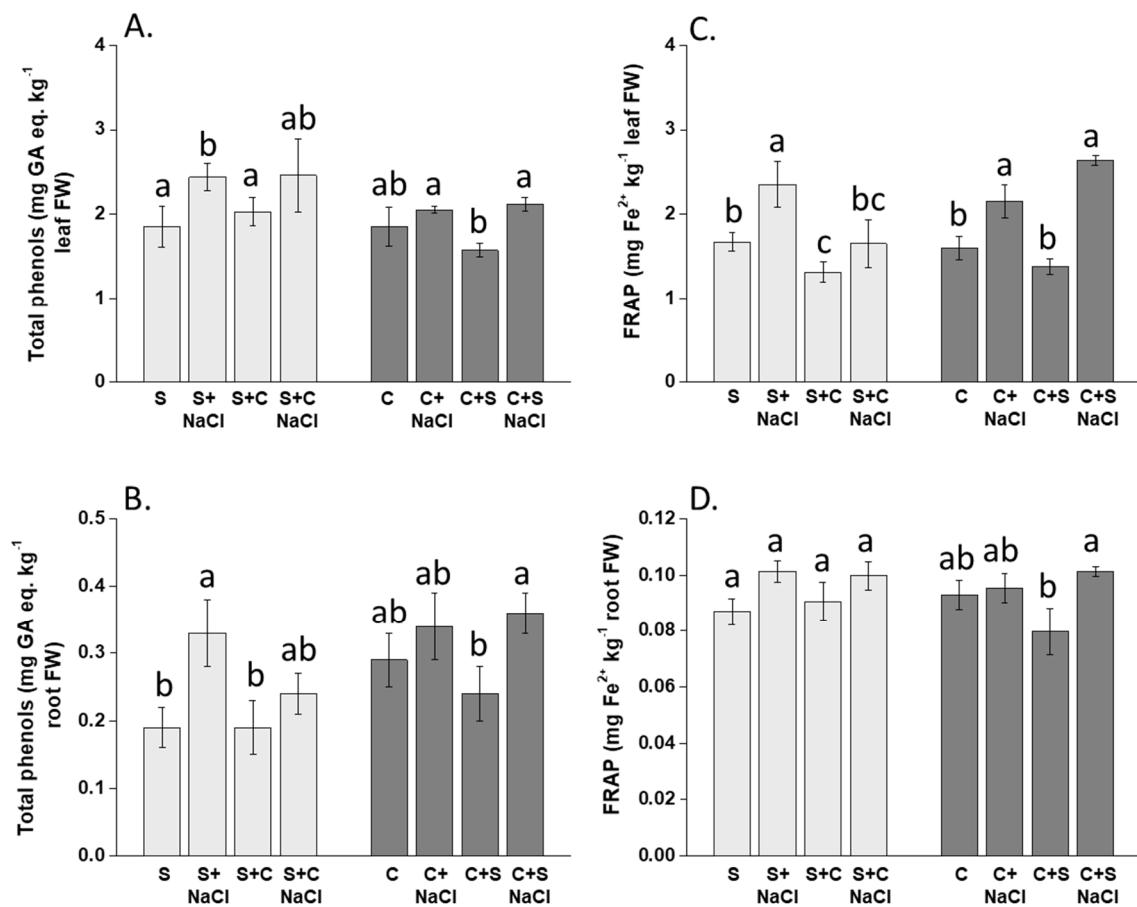 A.
Total phenols (mg GA eq. kg⁻¹
leaf FW)
4
3
2
1
0
a
b
a
ab
ab
a
b
a
S
S+
NaCl
S+C
S+C
NaCl
C
C+
NaCl
C+S
C+S
NaCl
C.
FRAP (mg Fe²⁺ kg⁻¹ leaf FW)
4
3
2
1
0
b
a
c
bc
b
a
b
a
S
S+
NaCl
S+C
S+C
NaCl
C
C+
NaCl
C+S
C+S
NaCl
B.
Total phenols (mg GA eq. kg⁻¹
root FW)
0.5
0.4
0.3
0.2
0.1
0.0
b
a
b
ab
ab
ab
b
a
S
S+
NaCl
S+C
S+C
NaCl
C
C+
NaCl
C+S
C+S
NaCl
D.
FRAP (mg Fe²⁺ kg⁻¹ root FW)
0.12
0.10
0.08
0.06
0.04
0.02
0.00
a
a
a
a
ab
ab
b
a
S
S+
NaCl
S+C
S+C
NaCl
C
C+
NaCl
C+S
C+S
NaCl